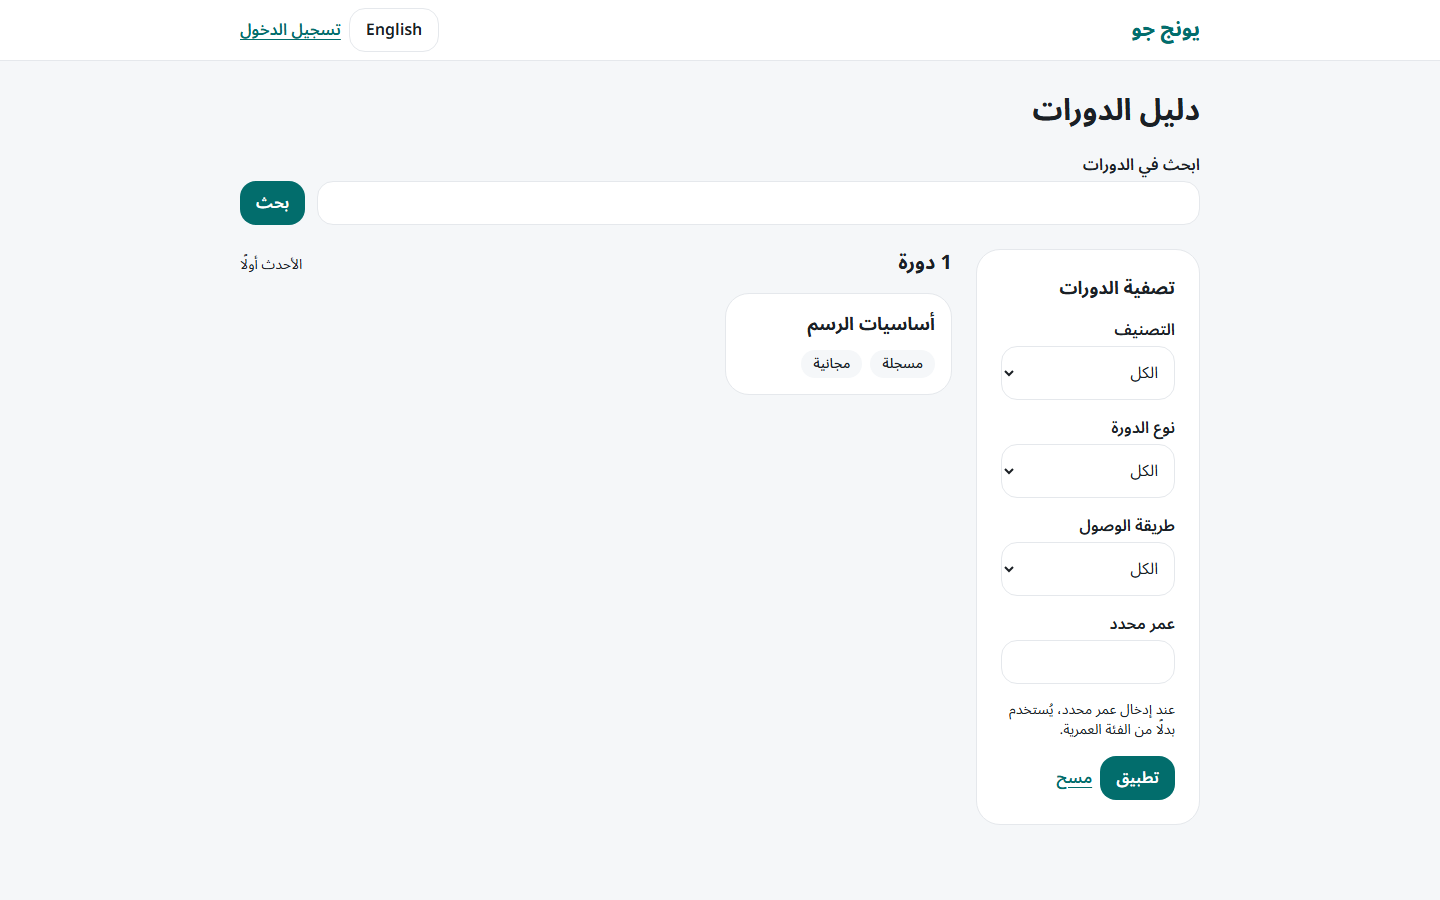 يونج جو
English
تسجيل الدخول
دليل الدورات
ابحث في الدورات
بحث
تصفية الدورات
التصنيف
الكل
نوع الدورة
الكل
طريقة الوصول
الكل
عمر محدد
عند إدخال عمر محدد، يُستخدم
بدلًا من الفئة العمرية.
تطبيق
مسح
1 دورة
الأحدث أولًا
أساسيات الرسم
مسجلة
مجانية